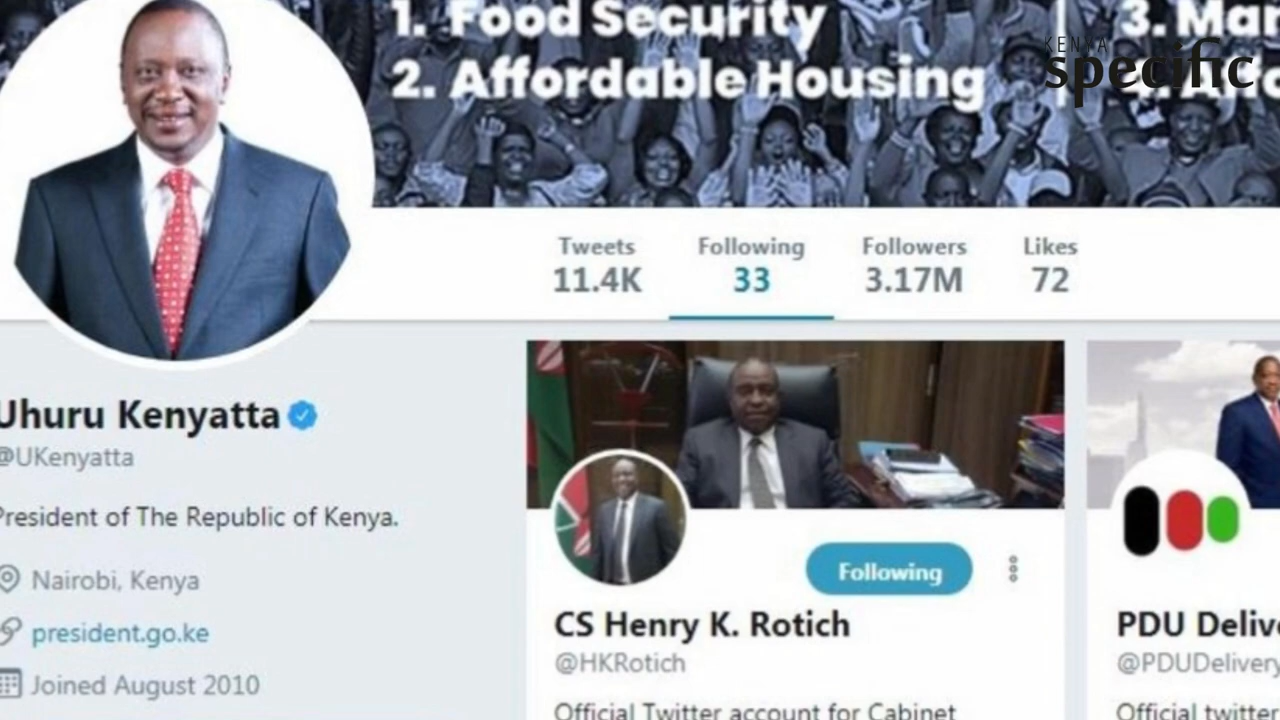 1. Food Security
2. Affordable Housing
3. Mar
KENYA
specific
Tweets
11.4K
Following
33
Followers
3.17M
Likes
72
Uhuru Kenyatta
@UKenyatta
President of The Republic of Kenya.
Nairobi, Kenya
president.go.ke
Joined August 2010
Following
CS Henry K. Rotich
@HKRotich
Official Twitter account for Cabinet
PDU Delive
@PDUDelivery
Official twitter